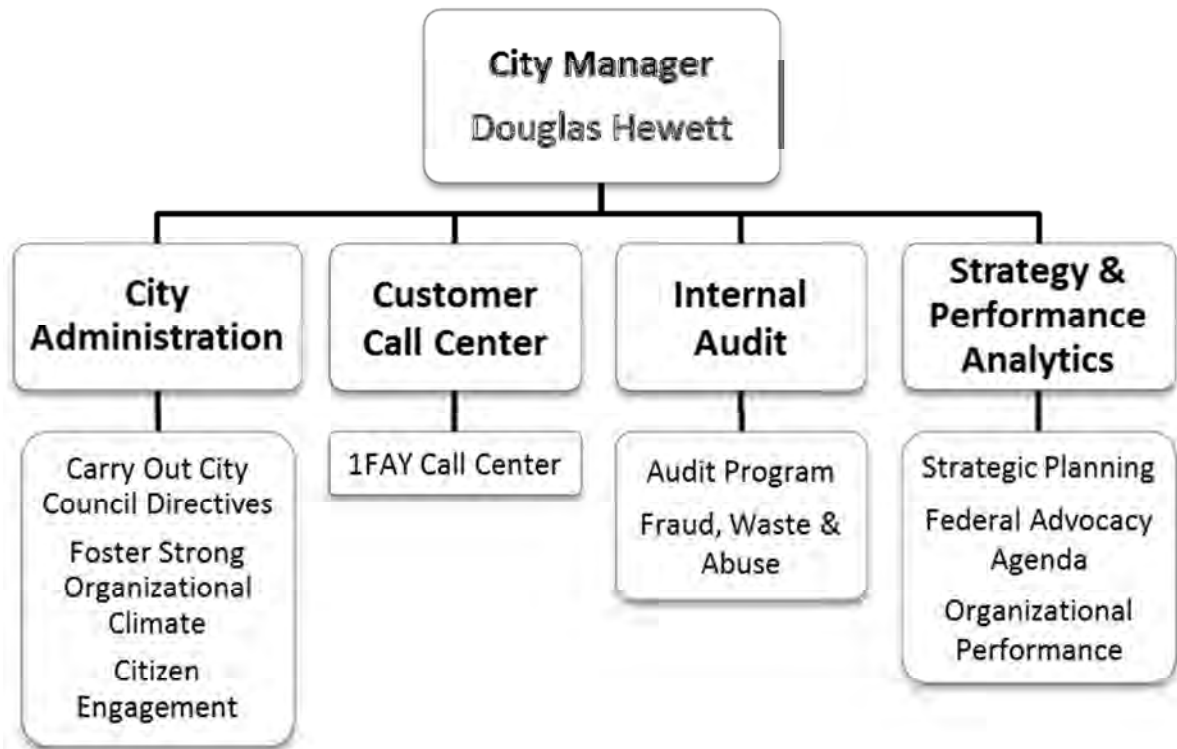 City Manager
Douglas Hewett
City
Administration
Customer
Call Center
Internal
Audit
Strategy &
Performance
Analytics
Carry Out City
Council Directives
Foster Strong
Organizational
Climate
Citizen
Engagement
1FAY Call Center
Audit Program
Fraud, Waste &
Abuse
Strategic Planning
Federal Advocacy
Agenda
Organizational
Performance